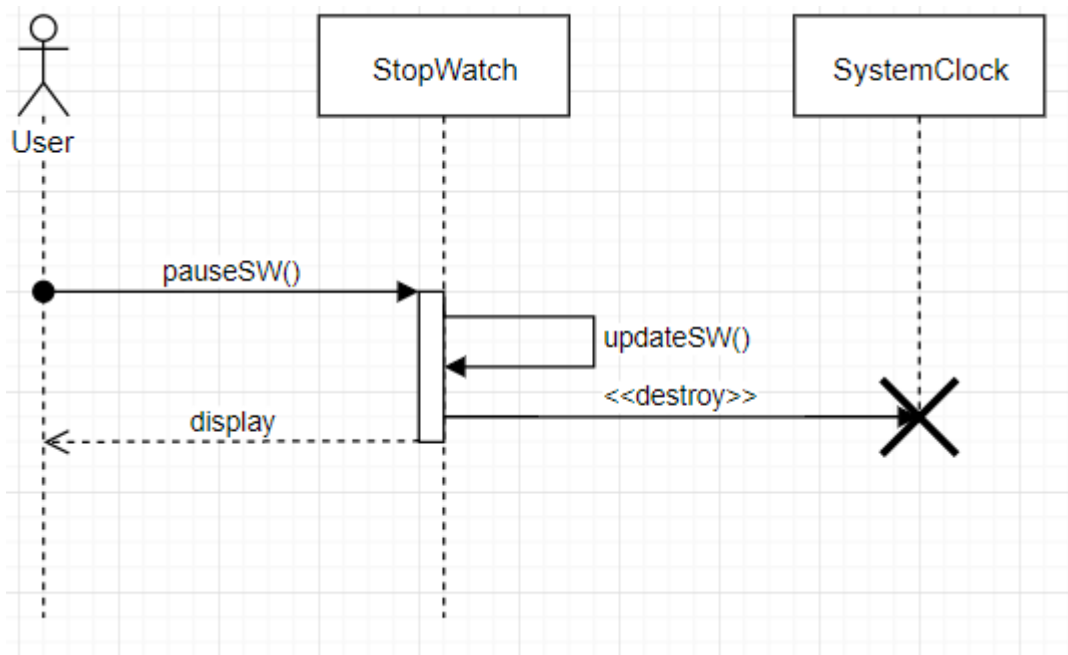 StopWatch
SystemClock
User
pauseSW()
updateSW()
<<destroy>>
display